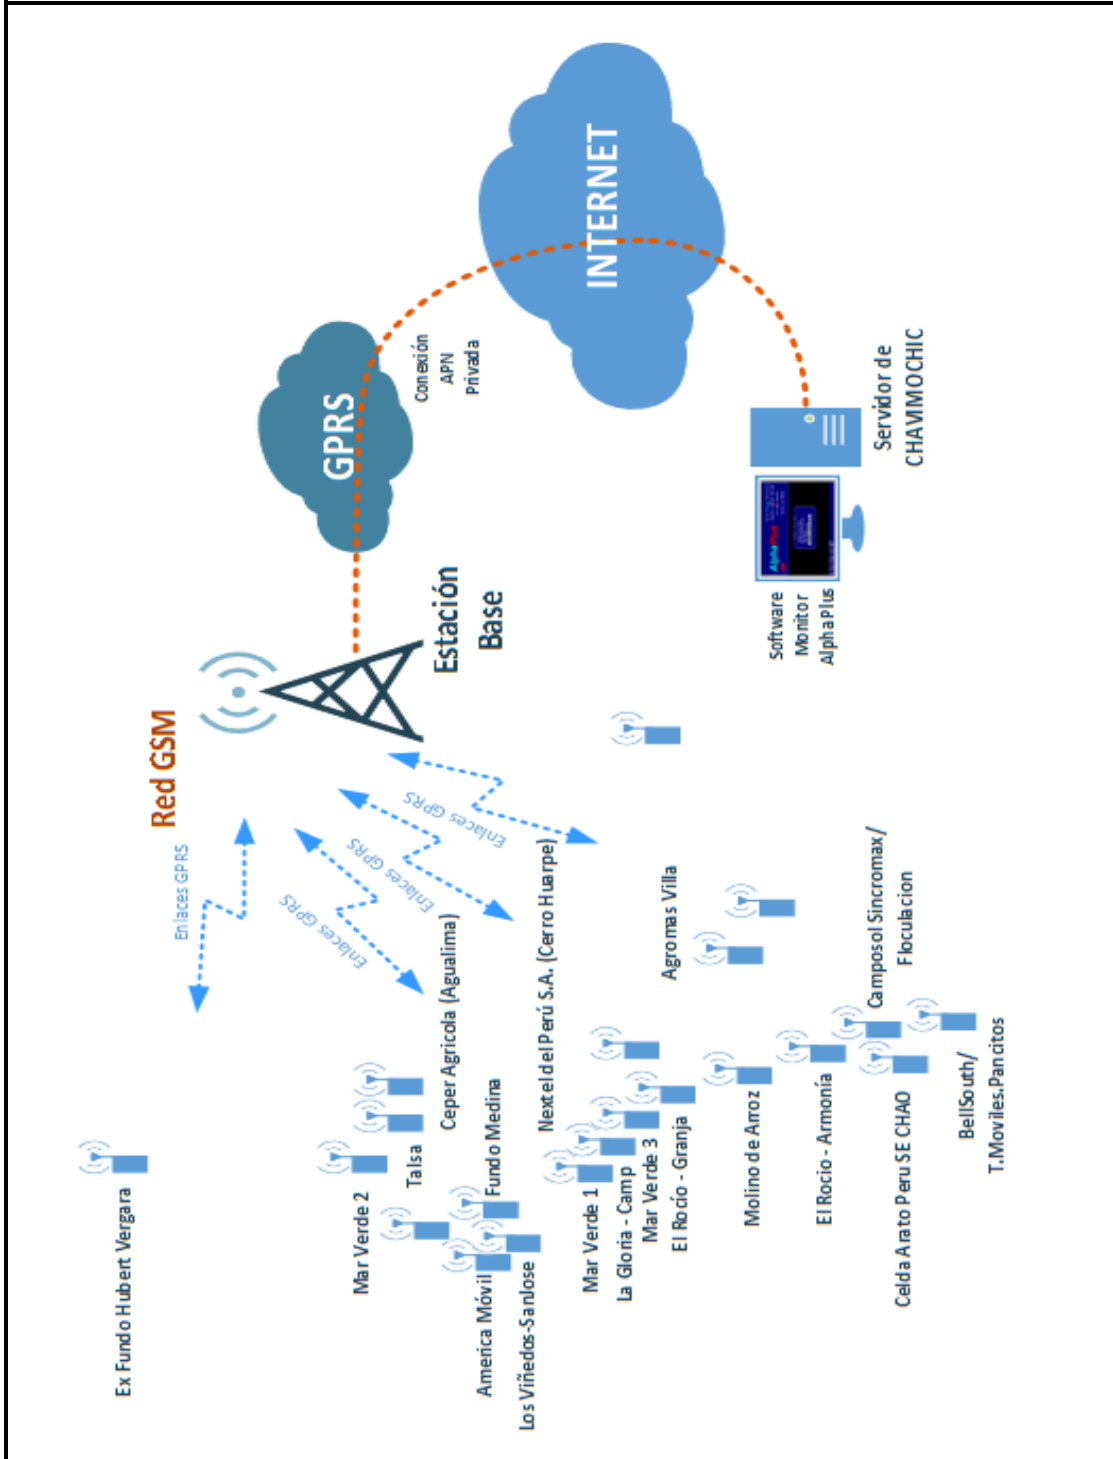 Ex Fundo Hubert Vergara
Red GSM
Enlaces GPRS
Enlaces GPRS
Enlaces GPRS
Enlaces GPRS
Estación
Base
GPRS
Conexión
APN
Privada
INTERNET
Mar Verde 2
Talsa
Ceper Agricola (Agualima)
Fundo Medina
America Móvil
Los Viñedos-SanJose
Nextel del Perú S.A. (Cerro Huarpe)
Mar Verde 1
La Gloria - Camp
Mar Verde 3
El Rocío - Granja
Agromas Villa
Molino de Arroz
El Rocio - Armonía
Camposol Sincromax/
Floculacion
Celda Arato Peru SE CHAO
BellSouth/
T.Moviles.Pancitos
AlphaPlus
Software
Monitor
AlphaPlus
Servidor de
CHAMMOCHIC